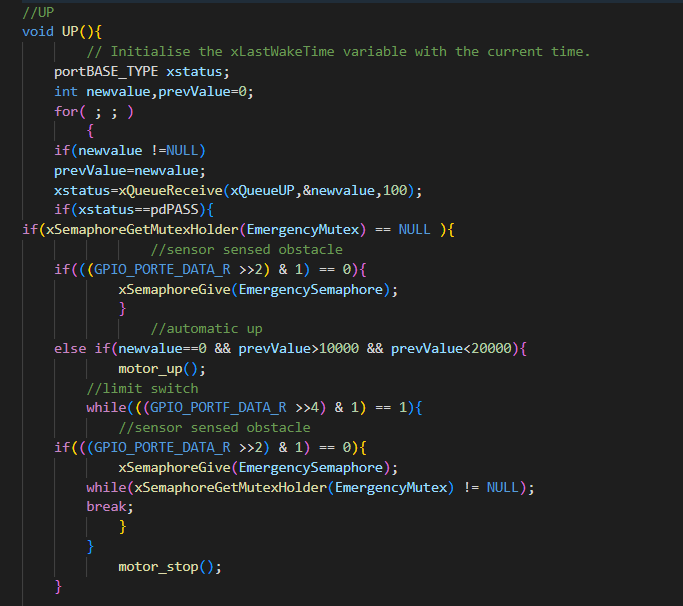 //UP
void UP(){
// Initialise the xLastWakeTime variable with the current time.
portBASE_TYPE xstatus;
int newvalue,prevValue=0;
for( ; ; )
{
if(newvalue !=NULL)
prevValue=newvalue;
xstatus=xQueueReceive(xQueueUP,&newvalue,100);
if(xstatus==pdPASS){
if(xSemaphoreGetMutexHolder(EmergencyMutex) == NULL ){
//sensor sensed obstacle
if(((GPIO_PORTE_DATA_R >>2) & 1) == 0){
xSemaphoreGive(EmergencySemaphore);
}
//automatic up
else if(newvalue==0 && prevValue>10000 && prevValue<20000){
motor_up();
//limit switch
while(((GPIO_PORTF_DATA_R >>4) & 1) == 1){
//sensor sensed obstacle
if(((GPIO_PORTE_DATA_R >>2) & 1) == 0){
xSemaphoreGive(EmergencySemaphore);
while(xSemaphoreGetMutexHolder(EmergencyMutex) != NULL);
break;
}
}
motor_stop();
}